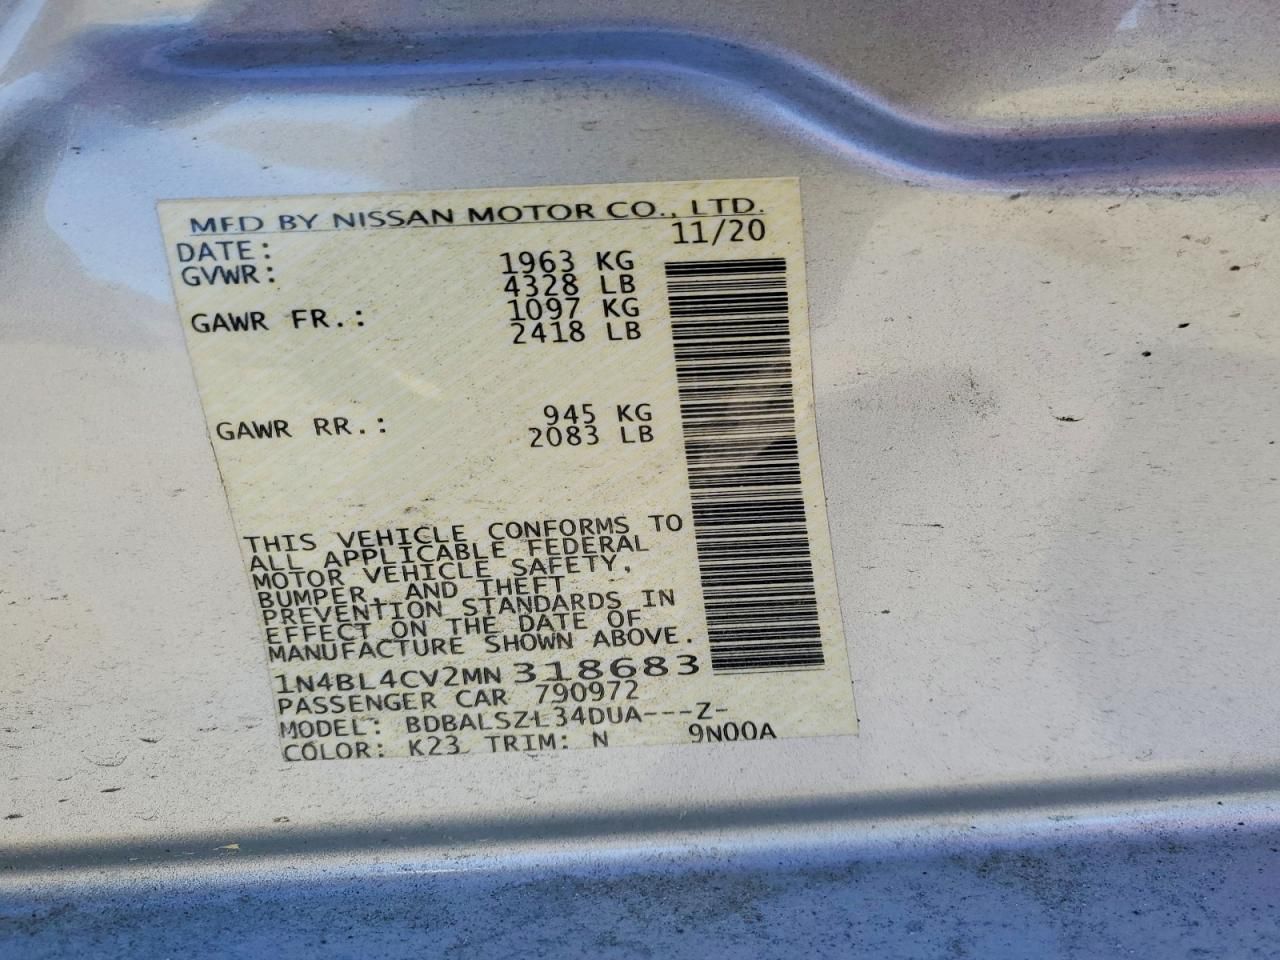 MFD BY NISSAN MOTOR CO., LTD.
DATE: 11/20
GVWR: 1963 KG
4328 LB
GAWR FR.: 1097 KG
2418 LB
GAWR RR.: 945 KG
2083 LB
THIS VEHICLE CONFORMS TO
ALL APPLICABLE FEDERAL
MOTOR VEHICLE SAFETY,
BUMPER, AND THEFT
PREVENTION STANDARDS IN
EFFECT ON THE DATE OF
MANUFACTURE SHOWN ABOVE.
1N4BL4CV2MN318683
PASSENGER CAR 790972
MODEL: BDBALSZL34DUA---Z-
COLOR: K23 TRIM: N 9N00A